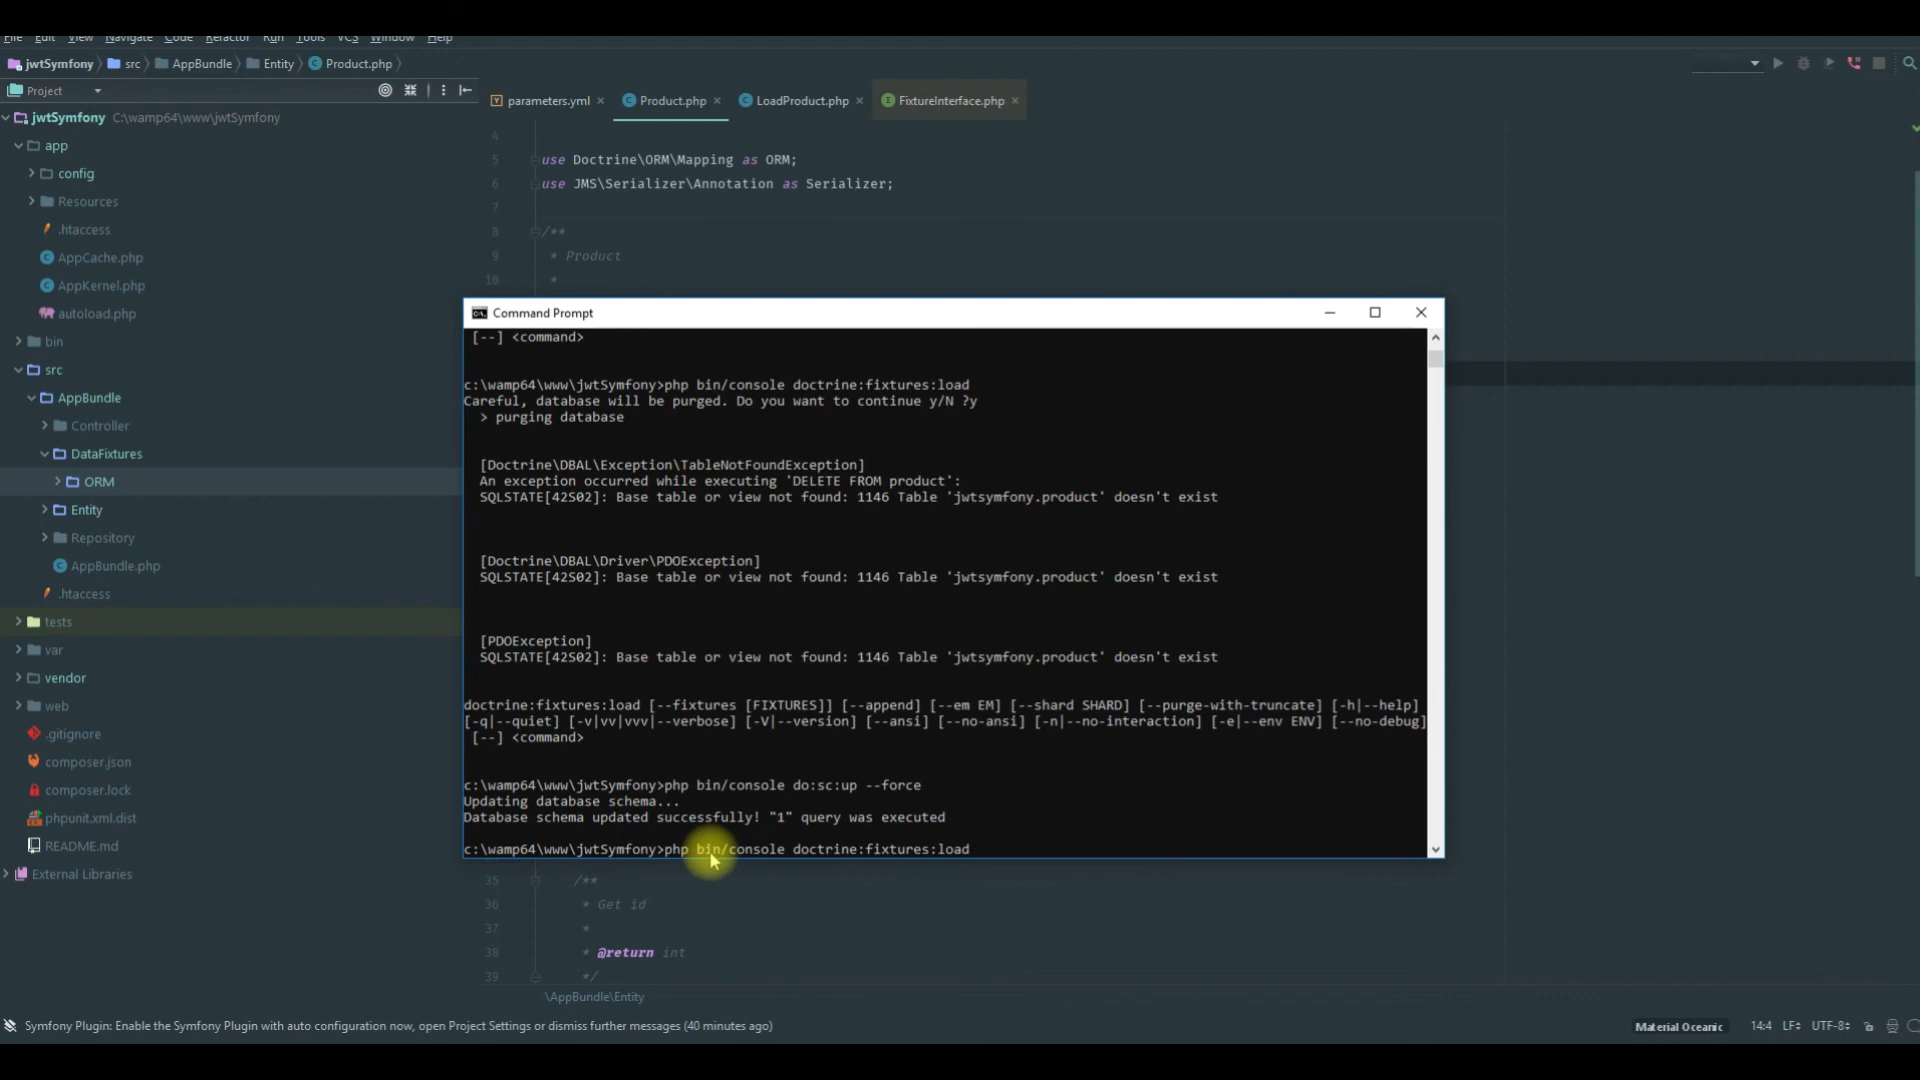 File Edit View Navigate Code Refactor Run Tools VCS Window Help
jwtSymfony src AppBundle Entity Product.php
Project
parameters.yml Product.php LoadProduct.php FixtureInterface.php
jwtSymfony C:\wamp64\www\jwtSymfony
app
config
Resources
.htaccess
AppCache.php
AppKernel.php
autoload.php
bin
src
AppBundle
Controller
DataFixtures
ORM
Entity
Repository
AppBundle.php
.htaccess
tests
var
vendor
web
.gitignore
composer.json
composer.lock
phpunit.xml.dist
README.md
External Libraries
4
5 use Doctrine\ORM\Mapping as ORM;
6 use JMS\Serializer\Annotation as Serializer;
7
8 /**
9 * Product
10 *
Command Prompt
[--] <command>
c:\wamp64\www\jwtSymfony>php bin/console doctrine:fixtures:load
Careful, database will be purged. Do you want to continue y/N ?y
> purging database
[Doctrine\DBAL\Exception\TableNotFoundException]
An exception occurred while executing 'DELETE FROM product':
SQLSTATE[42S02]: Base table or view not found: 1146 Table 'jwtsymfony.product' doesn't exist
[Doctrine\DBAL\Driver\PDOException]
SQLSTATE[42S02]: Base table or view not found: 1146 Table 'jwtsymfony.product' doesn't exist
[PDOException]
SQLSTATE[42S02]: Base table or view not found: 1146 Table 'jwtsymfony.product' doesn't exist
doctrine:fixtures:load [--fixtures [FIXTURES]] [--append] [--em EM] [--shard SHARD] [--purge-with-truncate] [-h|--help]
[-q|--quiet] [-v|vv|vvv|--verbose] [-V|--version] [--ansi] [--no-ansi] [-n|--no-interaction] [-e|--env ENV] [--no-debug]
[--] <command>
c:\wamp64\www\jwtSymfony>php bin/console do:sc:up --force
Updating database schema...
Database schema updated successfully! "1" query was executed
c:\wamp64\www\jwtSymfony>php bin/console doctrine:fixtures:load
35 /**
36 * Get id
37 *
38 * @return int
39 */
\AppBundle\Entity
Symfony Plugin: Enable the Symfony Plugin with auto configuration now, open Project Settings or dismiss further messages (40 minutes ago)
Material Oceanic 14:4 LF UTF-8